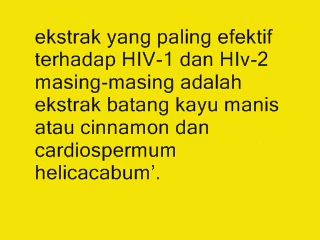 ekstrak yang paling efektif
terhadap HIV-1 dan HIv-2
masing-masing adalah
ekstrak batang kayu manis
atau cinnamon dan
cardiospermum
helicacabum'.